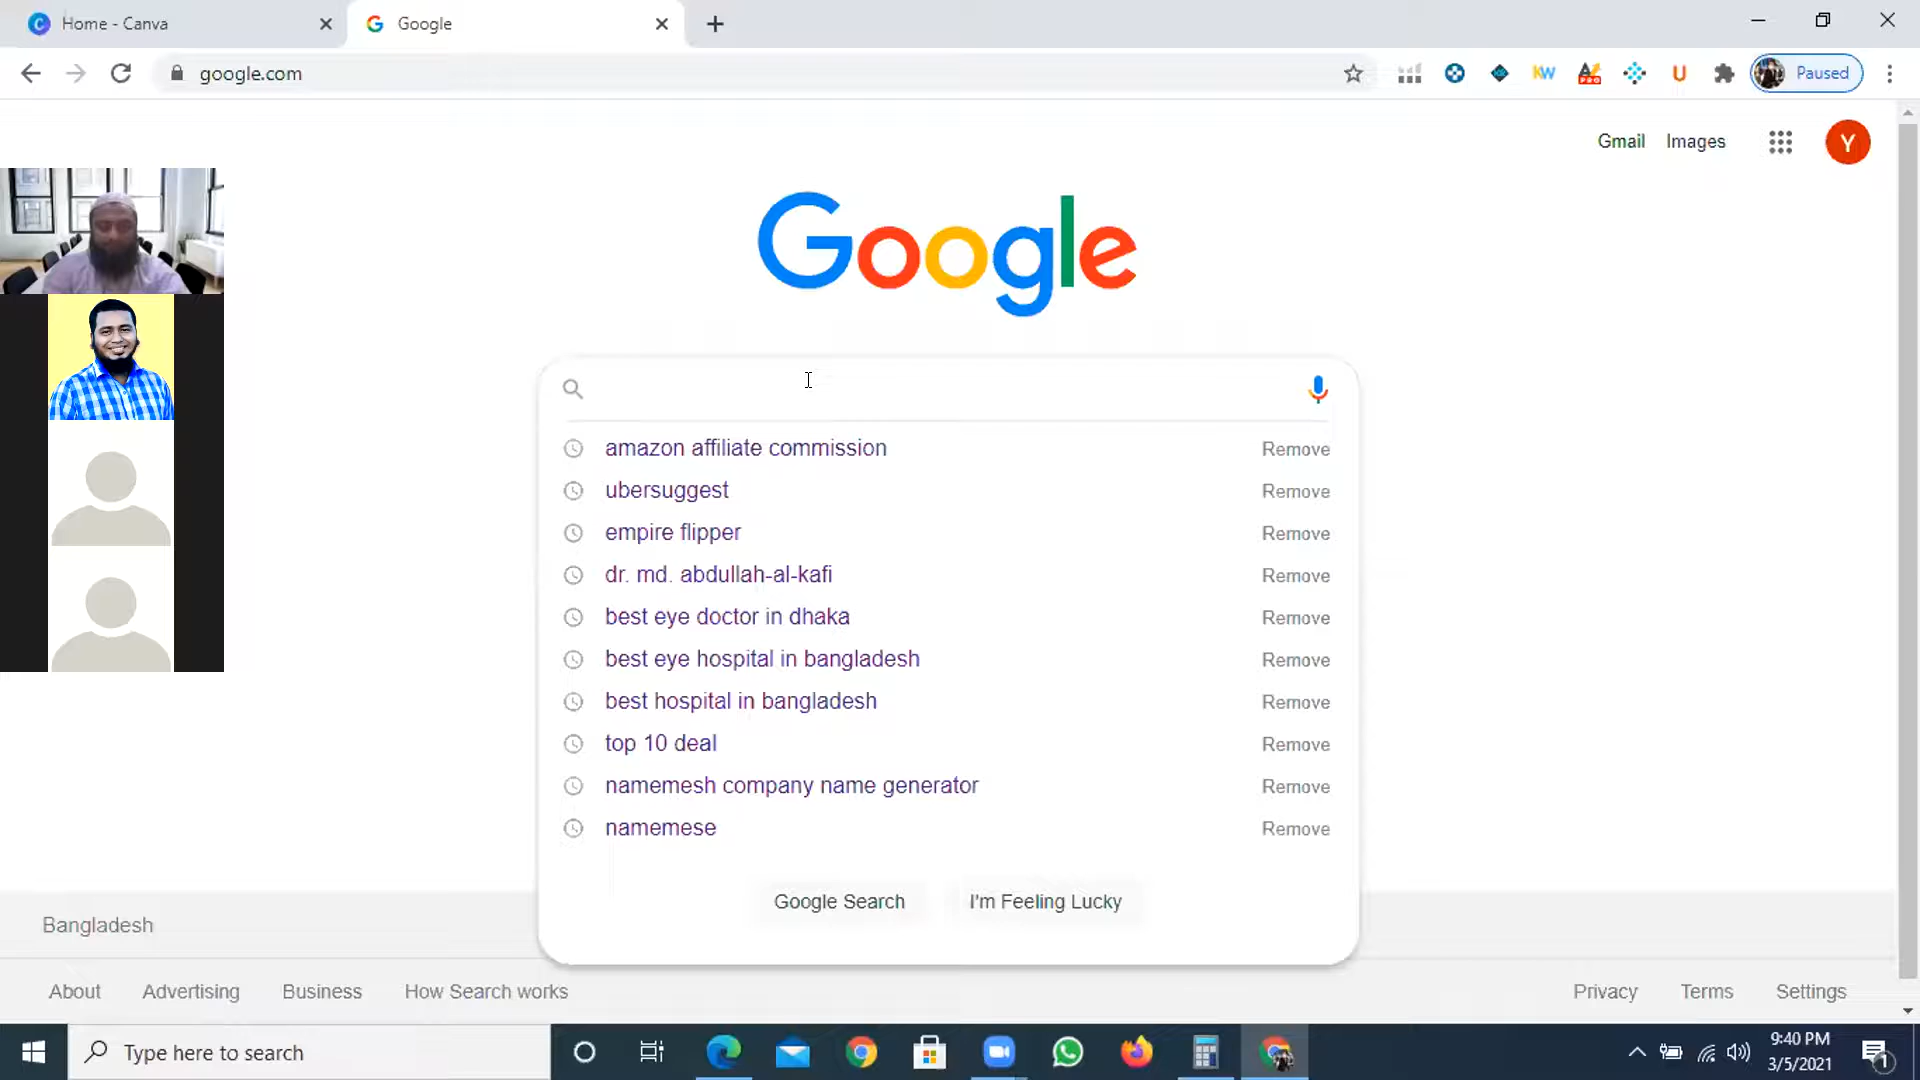 Home - Canva
Google
google.com
KW
PRO
U
Paused
Gmail
Images
Y
Google
amazon affiliate commission
Remove
ubersuggest
Remove
empire flipper
Remove
dr. md. abdullah-al-kafi
Remove
best eye doctor in dhaka
Remove
best eye hospital in bangladesh
Remove
best hospital in bangladesh
Remove
top 10 deal
Remove
namemesh company name generator
Remove
namemese
Remove
Google Search
I'm Feeling Lucky
Bangladesh
About
Advertising
Business
How Search works
Privacy
Terms
Settings
Type here to search
9:40 PM
3/5/2021
1